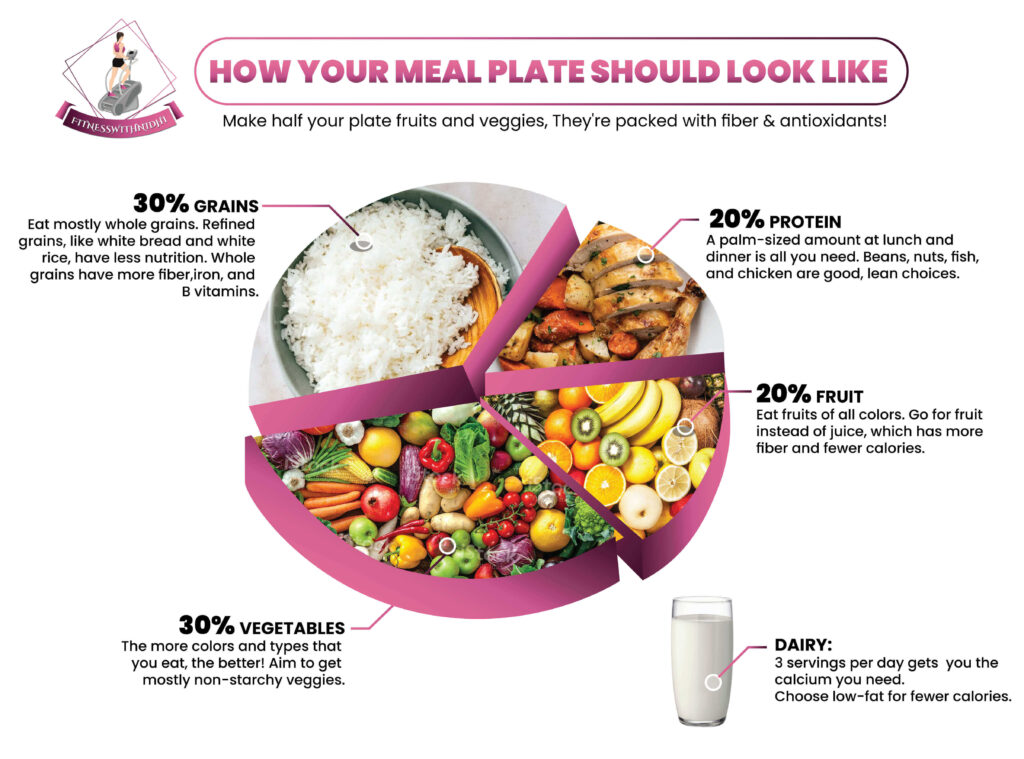 FITNESSWITHNIDHI
HOW YOUR MEAL PLATE SHOULD LOOK LIKE
Make half your plate fruits and veggies, They're packed with fiber & antioxidants!
30% GRAINS
Eat mostly whole grains. Refined
grains, like white bread and white
rice, have less nutrition. Whole
grains have more fiber,iron, and
B vitamins.
20% PROTEIN
A palm-sized amount at lunch and
dinner is all you need. Beans, nuts, fish,
and chicken are good, lean choices.
20% FRUIT
Eat fruits of all colors. Go for fruit
instead of juice, which has more
fiber and fewer calories.
30% VEGETABLES
The more colors and types that
you eat, the better! Aim to get
mostly non-starchy veggies.
DAIRY:
3 servings per day gets you the
calcium you need.
Choose low-fat for fewer calories.